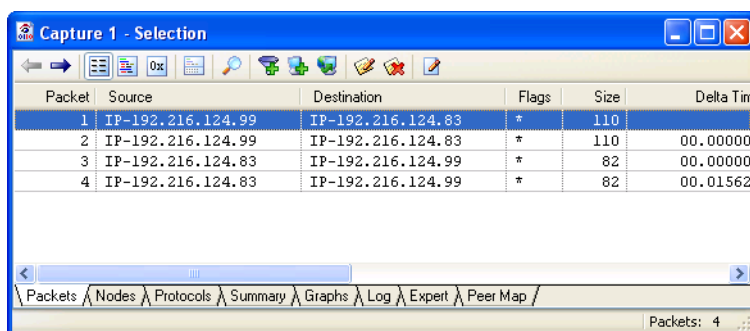 Capture 1 - Selection
0x
Packet Source Destination Flags Size Delta Tim
1 IP-192.216.124.99 IP-192.216.124.83 * 110
2 IP-192.216.124.99 IP-192.216.124.83 * 110 00.00000
3 IP-192.216.124.83 IP-192.216.124.99 * 82 00.00000
4 IP-192.216.124.83 IP-192.216.124.99 * 82 00.01562
Packets Nodes Protocols Summary Graphs Log Expert Peer Map
Packets: 4